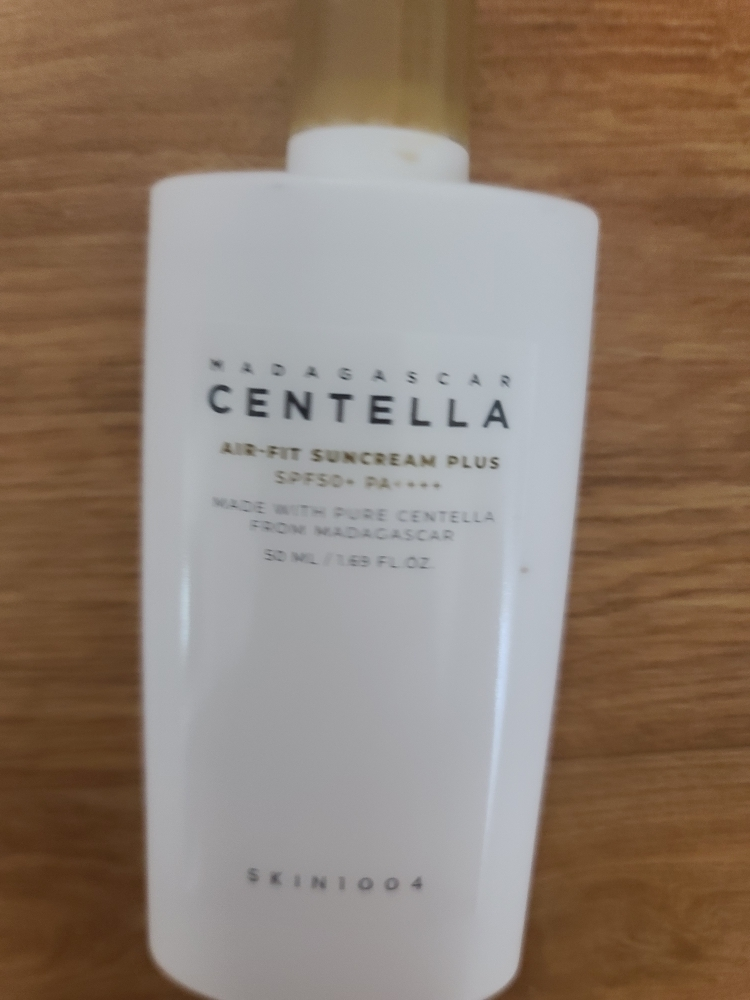 MADAGASCAR
CENTELLA
AIR-FIT SUNCREAM PLUS
SPF50+ PA++++
MADE WITH PURE CENTELLA
FROM MADAGASCAR
50 ML / 1.69 FL.OZ.
SKIN1004